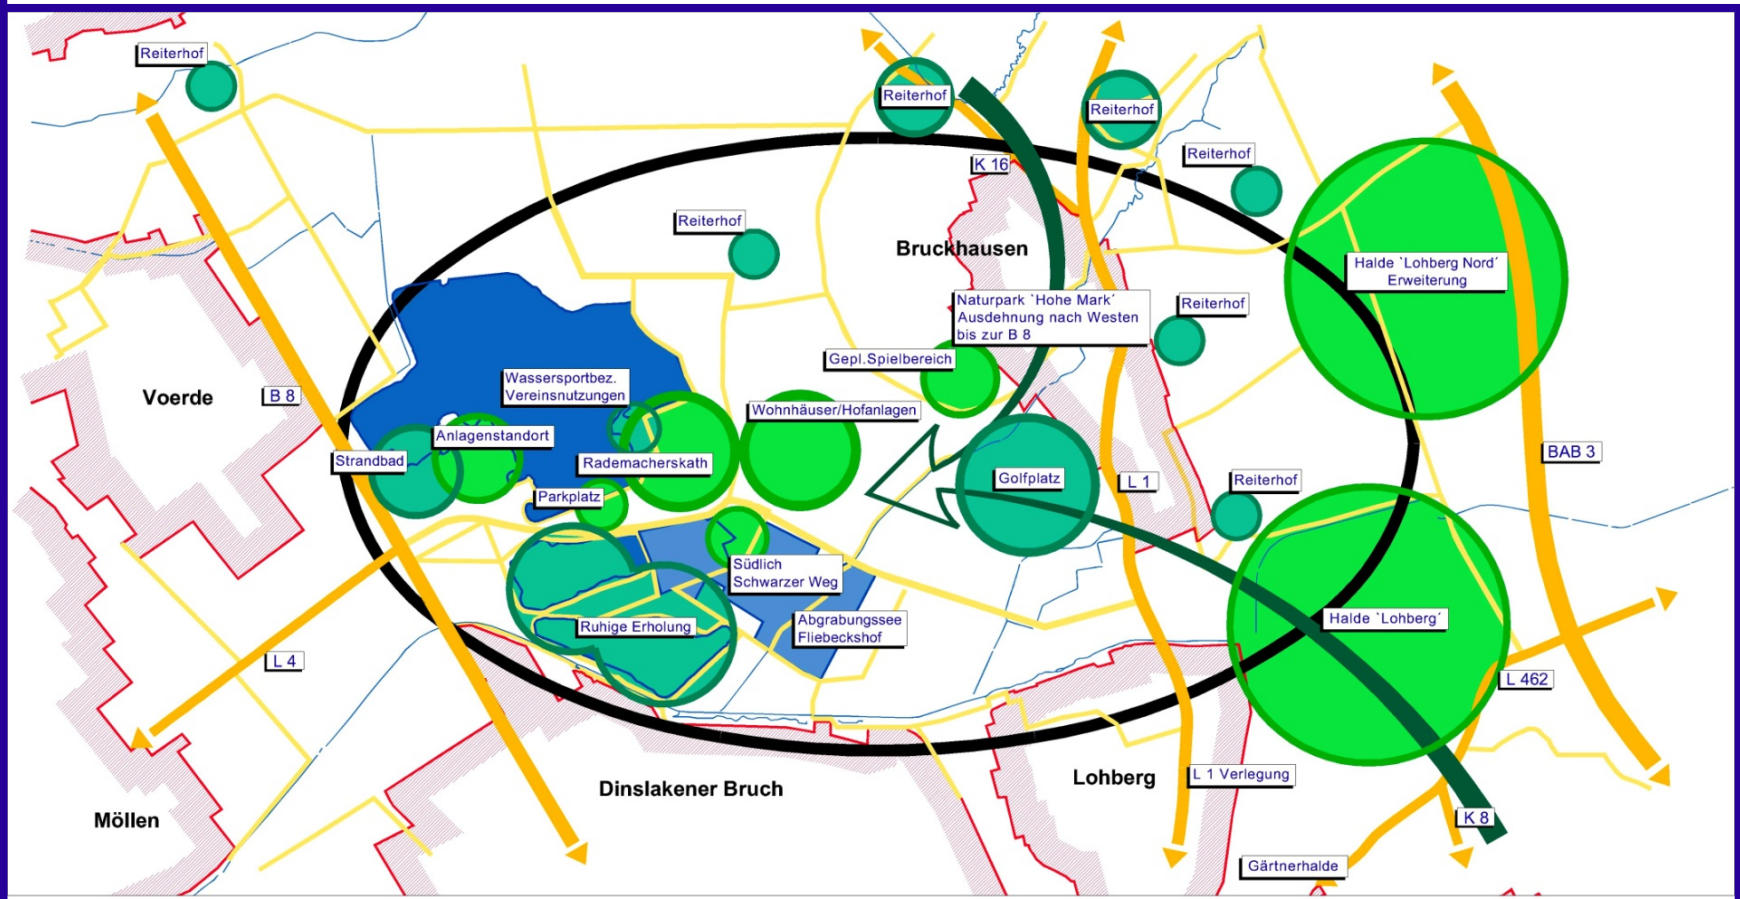 Reiterhof
Reiterhof
Reiterhof
K 16
Reiterhof
Reiterhof
Bruckhausen
Halde `Lohberg Nord´
Erweiterung
Naturpark `Hohe Mark´
Ausdehnung nach Westen
bis zur B 8
Reiterhof
Gepl.Spielbereich
Wassersportbez.
Vereinsnutzungen
Voerde
B 8
Wohnhäuser/Hofanlagen
Anlagenstandort
Strandbad
Rademacherskath
BAB 3
Golfplatz
L 1
Reiterhof
Parkplatz
Südlich
Schwarzer Weg
Abgrabungssee
Fliebeckshof
Ruhige Erholung
Halde `Lohberg´
L 4
L 462
Dinslakener Bruch
Lohberg
L 1 Verlegung
Möllen
K 8
Gärtnerhalde